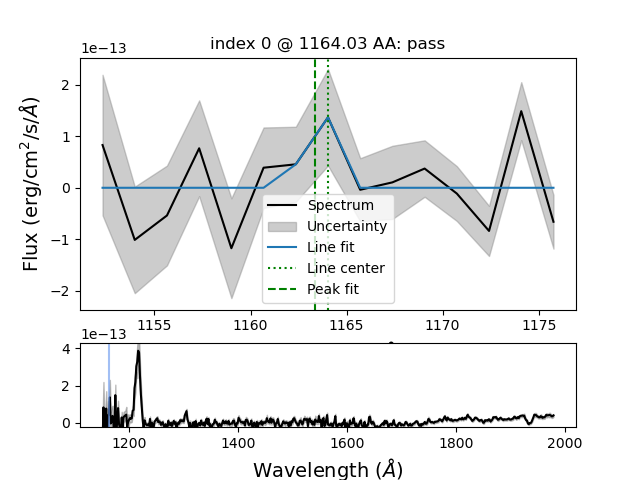 index 0 @ 1164.03 AA: pass
1e−13
2
1
0
−1
−2
Flux (erg/cm²/s/Å)
Spectrum
Uncertainty
Line fit
Line center
Peak fit
1155 1160 1165 1170 1175
1e−13
4
2
0
1200 1400 1600 1800 2000
Wavelength (Å)